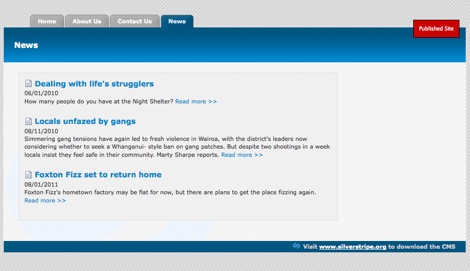 Home About Us Contact Us News
Published Site
News
Dealing with life's strugglers
06/01/2010
How many people do you have at the Night Shelter? Read more >>
Locals unfazed by gangs
08/11/2010
Simmering gang tensions have again led to fresh violence in Wairoa, with the district's leaders now
considering whether to seek a Whanganui- style ban on gang patches. But despite two shootings in a week
locals insist they feel safe in their community. Marty Sharpe reports. Read more >>
Foxton Fizz set to return home
08/01/2011
Foxton Fizz's hometown factory may be flat for now, but there are plans to get the place fizzing again.
Read more >>
Visit www.silverstripe.org to download the CMS